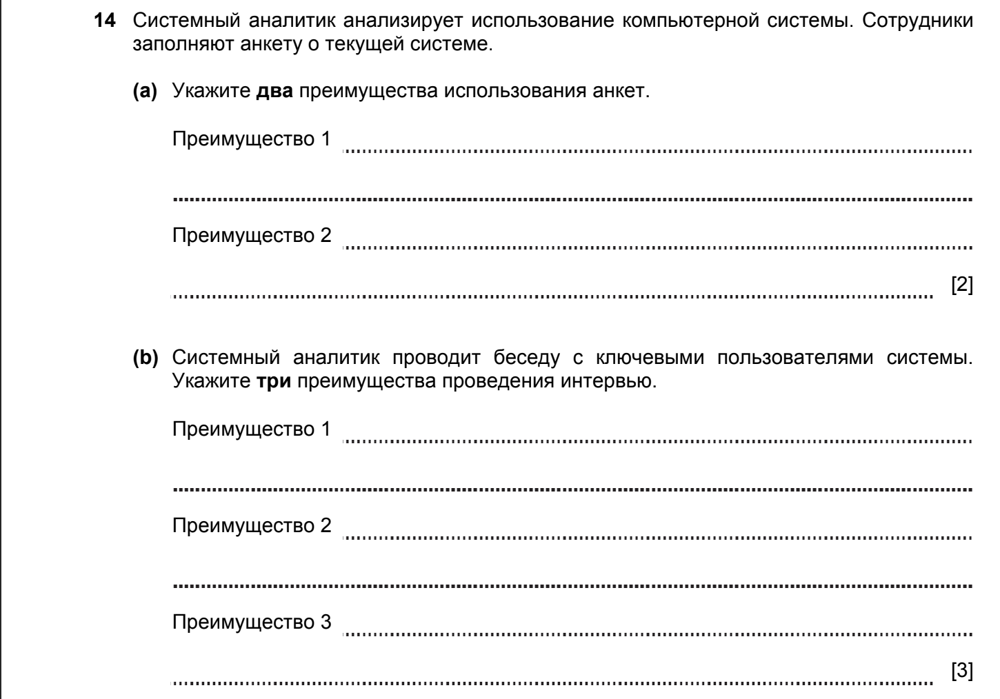 14 Системный аналитик анализирует использование компьютерной системы. Сотрудники
заполняют анкету о текущей системе.
(a) Укажите два преимущества использования анкет.
Преимущество 1
Преимущество 2
[2]
(b) Системный аналитик проводит беседу с ключевыми пользователями системы.
Укажите три преимущества проведения интервью.
Преимущество 1
Преимущество 2
Преимущество 3
[3]